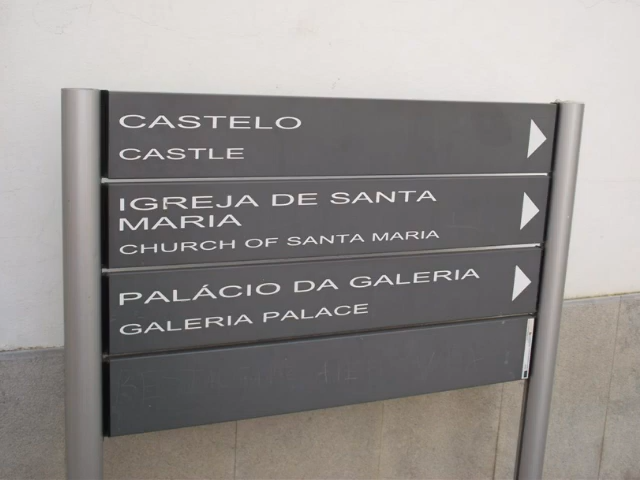 CASTELO
CASTLE
IGREJA DE SANTA
MARIA
CHURCH OF SANTA MARIA
PALÁCIO DA GALERIA
GALERIA PALACE